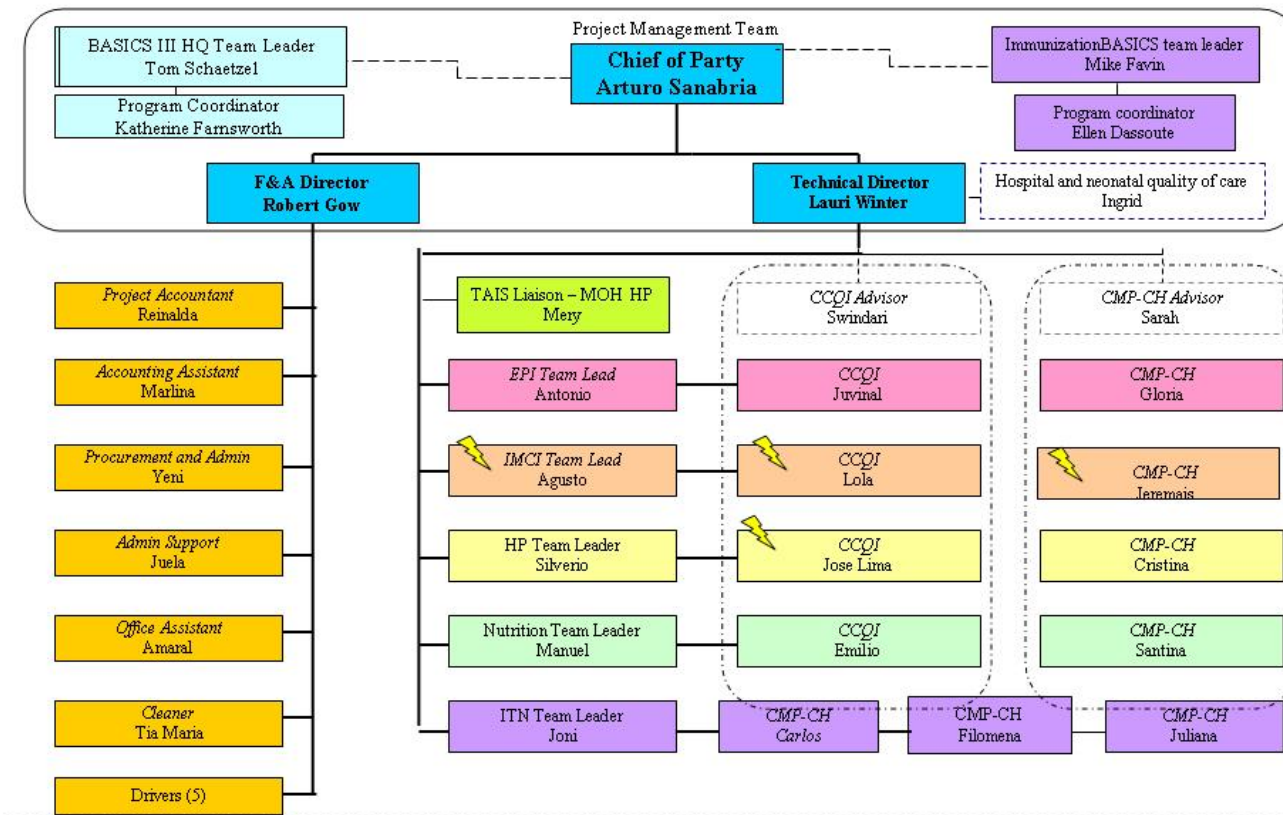 Project Management Team
BASICS III HQ Team Leader
Tom Schaetzel
Chief of Party
Arturo Sanabria
ImmunizationBASICS team leader
Mike Favin
Program Coordinator
Katherine Farnsworth
Program coordinator
Ellen Dassoute
F&A Director
Robert Gow
Technical Director
Lauri Winter
Hospital and neonatal quality of care
Ingrid
Project Accountant
Reinalda
TAIS Liaison – MOH HP
Mery
CCQI Advisor
Swindari
CMP-CH Advisor
Sarah
Accounting Assistant
Marlina
EPI Team Lead
Antonio
CCQI
Juvinal
CMP-CH
Gloria
Procurement and Admin
Yeni
IMCI Team Lead
Agusto
CCQI
Lola
CMP-CH
Jeremais
Admin Support
Juela
HP Team Leader
Silverio
CCQI
Jose Lima
CMP-CH
Cristina
Office Assistant
Amaral
Nutrition Team Leader
Manuel
CCQI
Emilio
CMP-CH
Santina
Cleaner
Tia Maria
ITN Team Leader
Joni
CMP-CH
Carlos
CMP-CH
Filomena
CMP-CH
Juliana
Drivers (5)